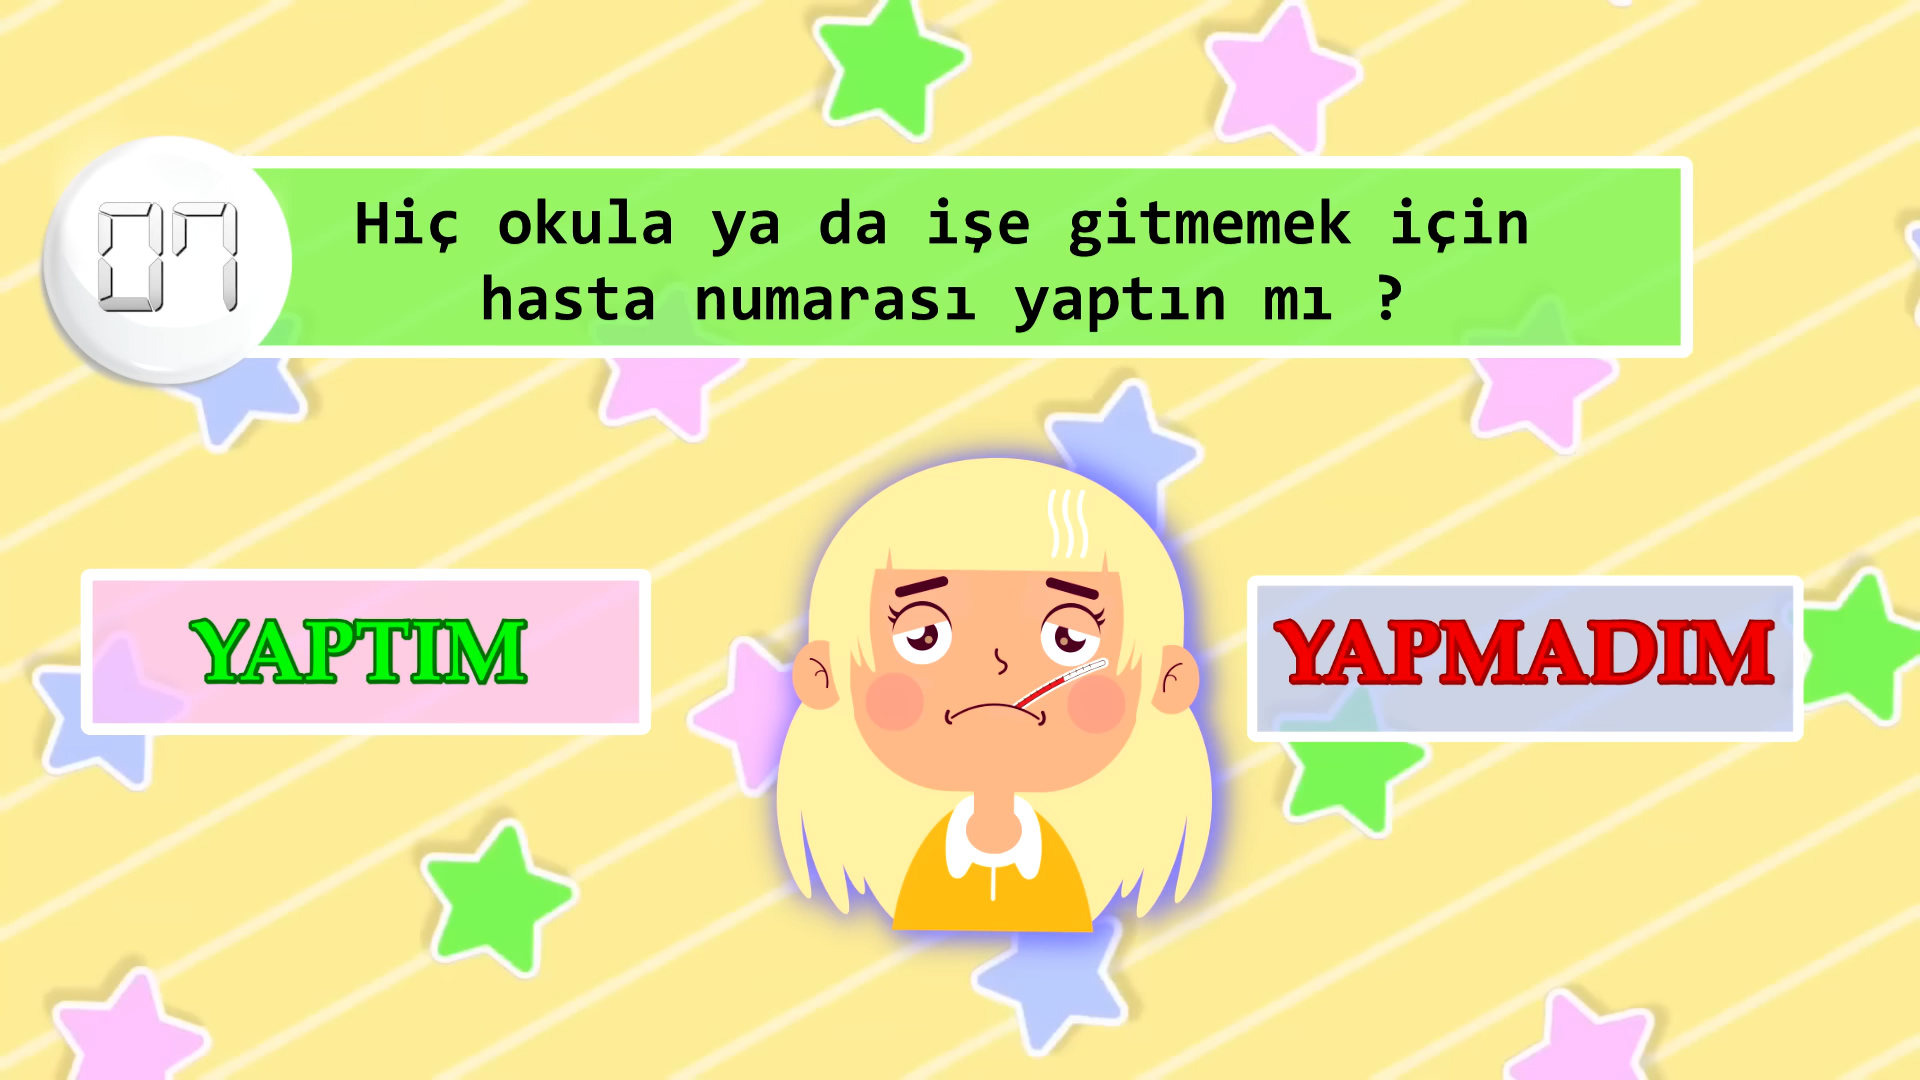 07
Hiç okula ya da işe gitmemek için
hasta numarası yaptın mı ?
YAPTIM
YAPMADIM